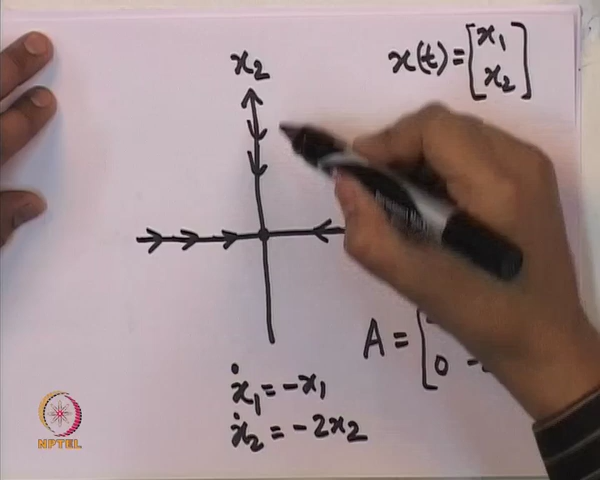 x(t) = [x₁
x₂]
x₂
A = [
0 -
ẋ₁ = -x₁
ẋ₂ = -2x₂
NPTEL